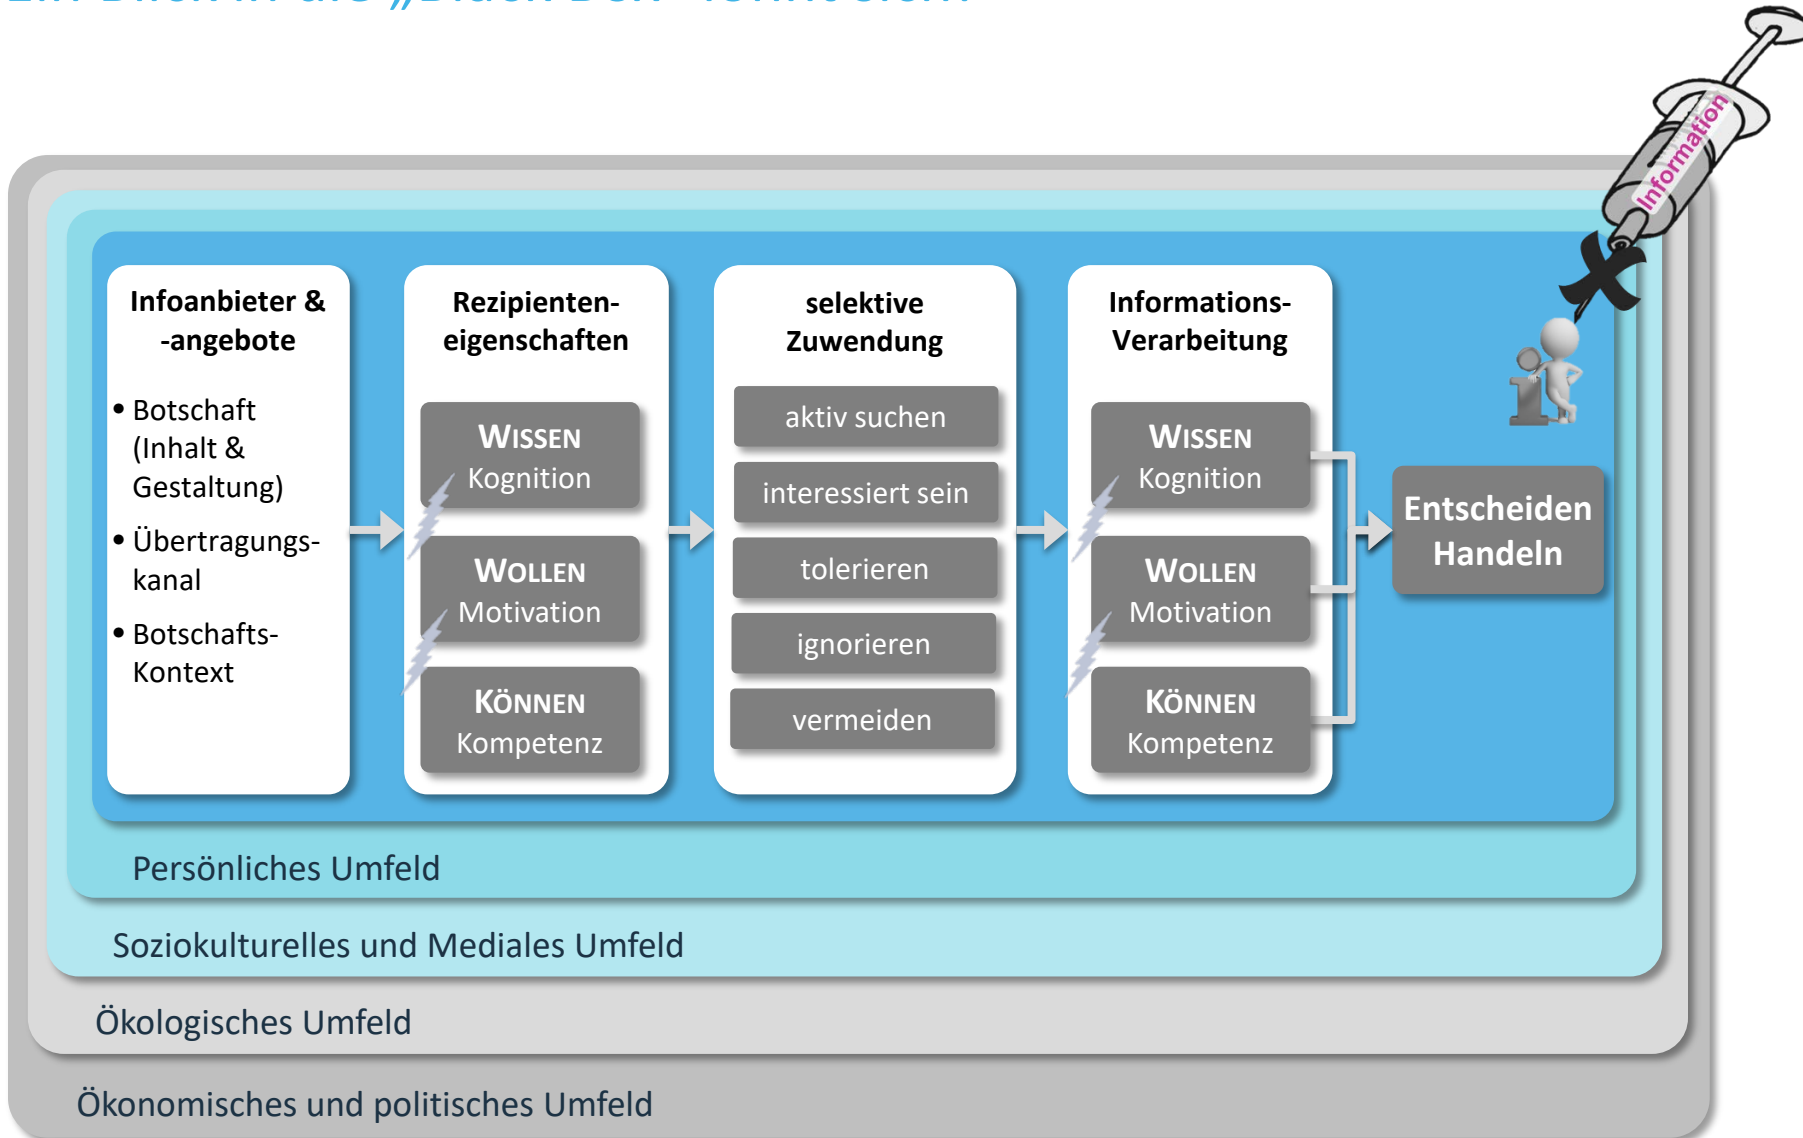 Information
Infoanbieter &
-angebote
• Botschaft
(Inhalt &
Gestaltung)
• Übertragungs-
kanal
• Botschafts-
Kontext
Rezipienten-
eigenschaften
WISSEN
Kognition
WOLLEN
Motivation
KÖNNEN
Kompetenz
selektive
Zuwendung
aktiv suchen
interessiert sein
tolerieren
ignorieren
vermeiden
Informations-
Verarbeitung
WISSEN
Kognition
WOLLEN
Motivation
KÖNNEN
Kompetenz
Entscheiden
Handeln
Persönliches Umfeld
Soziokulturelles und Mediales Umfeld
Ökologisches Umfeld
Ökonomisches und politisches Umfeld